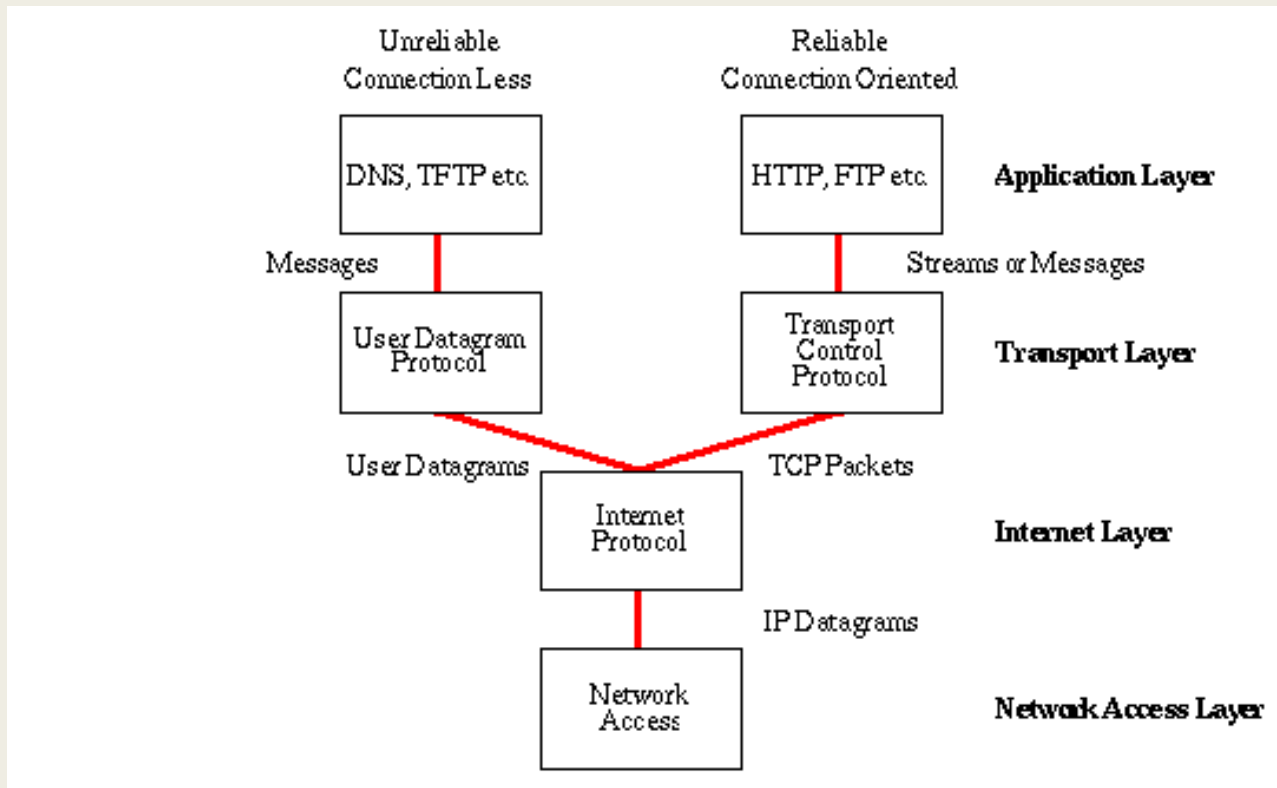 Unreliable
Connection Less
Reliable
Connection Oriented
DNS, TFTP etc.
HTTP, FTP etc.
Application Layer
Messages
Streams or Messages
User Datagram
Protocol
Transport
Control
Protocol
Transport Layer
User Datagrams
TCP Packets
Internet
Protocol
Internet Layer
IP Datagrams
Network
Access
Network Access Layer